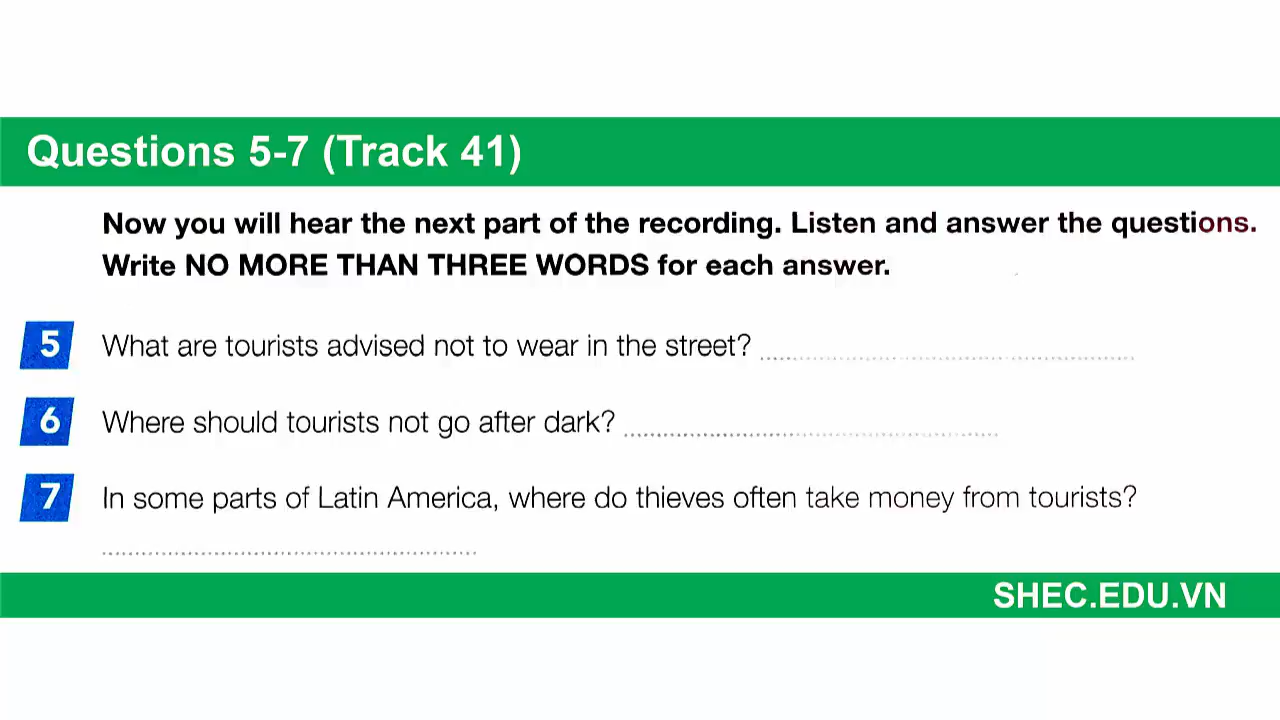 Questions 5-7 (Track 41)
Now you will hear the next part of the recording. Listen and answer the questions.
Write NO MORE THAN THREE WORDS for each answer.
5 What are tourists advised not to wear in the street?
6 Where should tourists not go after dark?
7 In some parts of Latin America, where do thieves often take money from tourists?
SHEC.EDU.VN